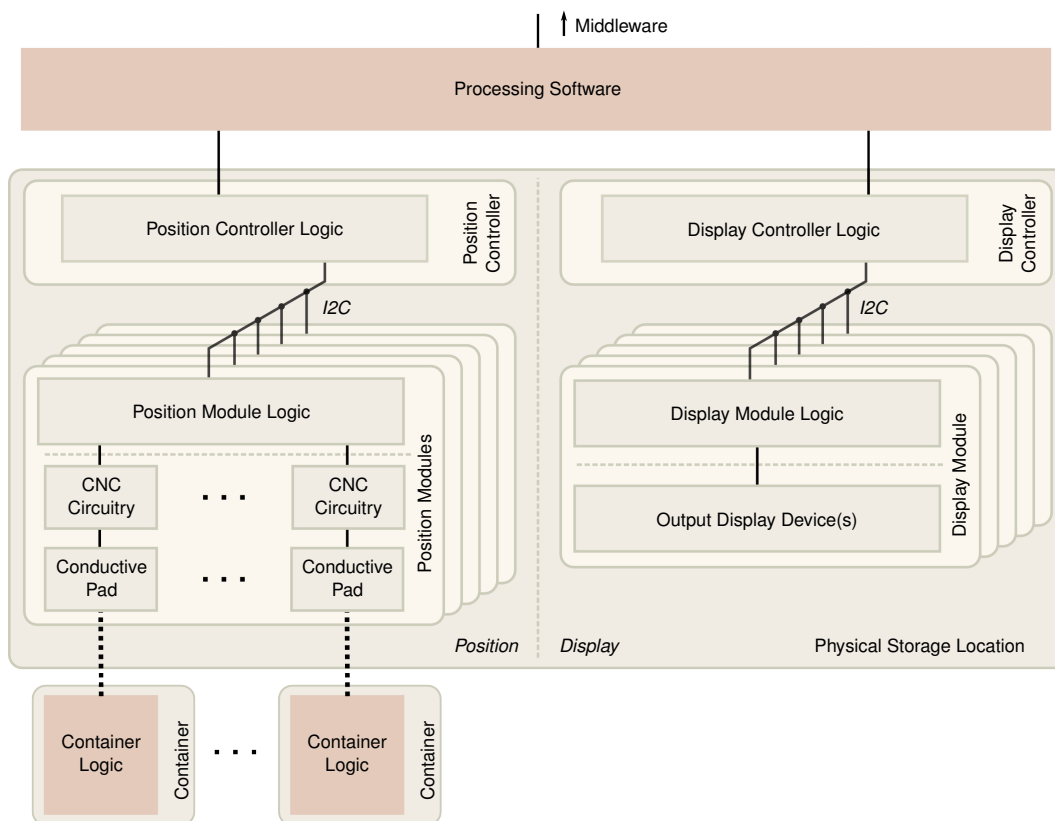 Middleware
Processing Software
Position Controller Logic
Position
Controller
Display Controller Logic
Display
Controller
I2C
I2C
Position Module Logic
Position Modules
CNC
Circuitry
. . .
CNC
Circuitry
Conductive
Pad
. . .
Conductive
Pad
Display Module Logic
Display Module
Output Display Device(s)
Position
Display
Physical Storage Location
Container
Logic
Container
. . .
Container
Logic
Container